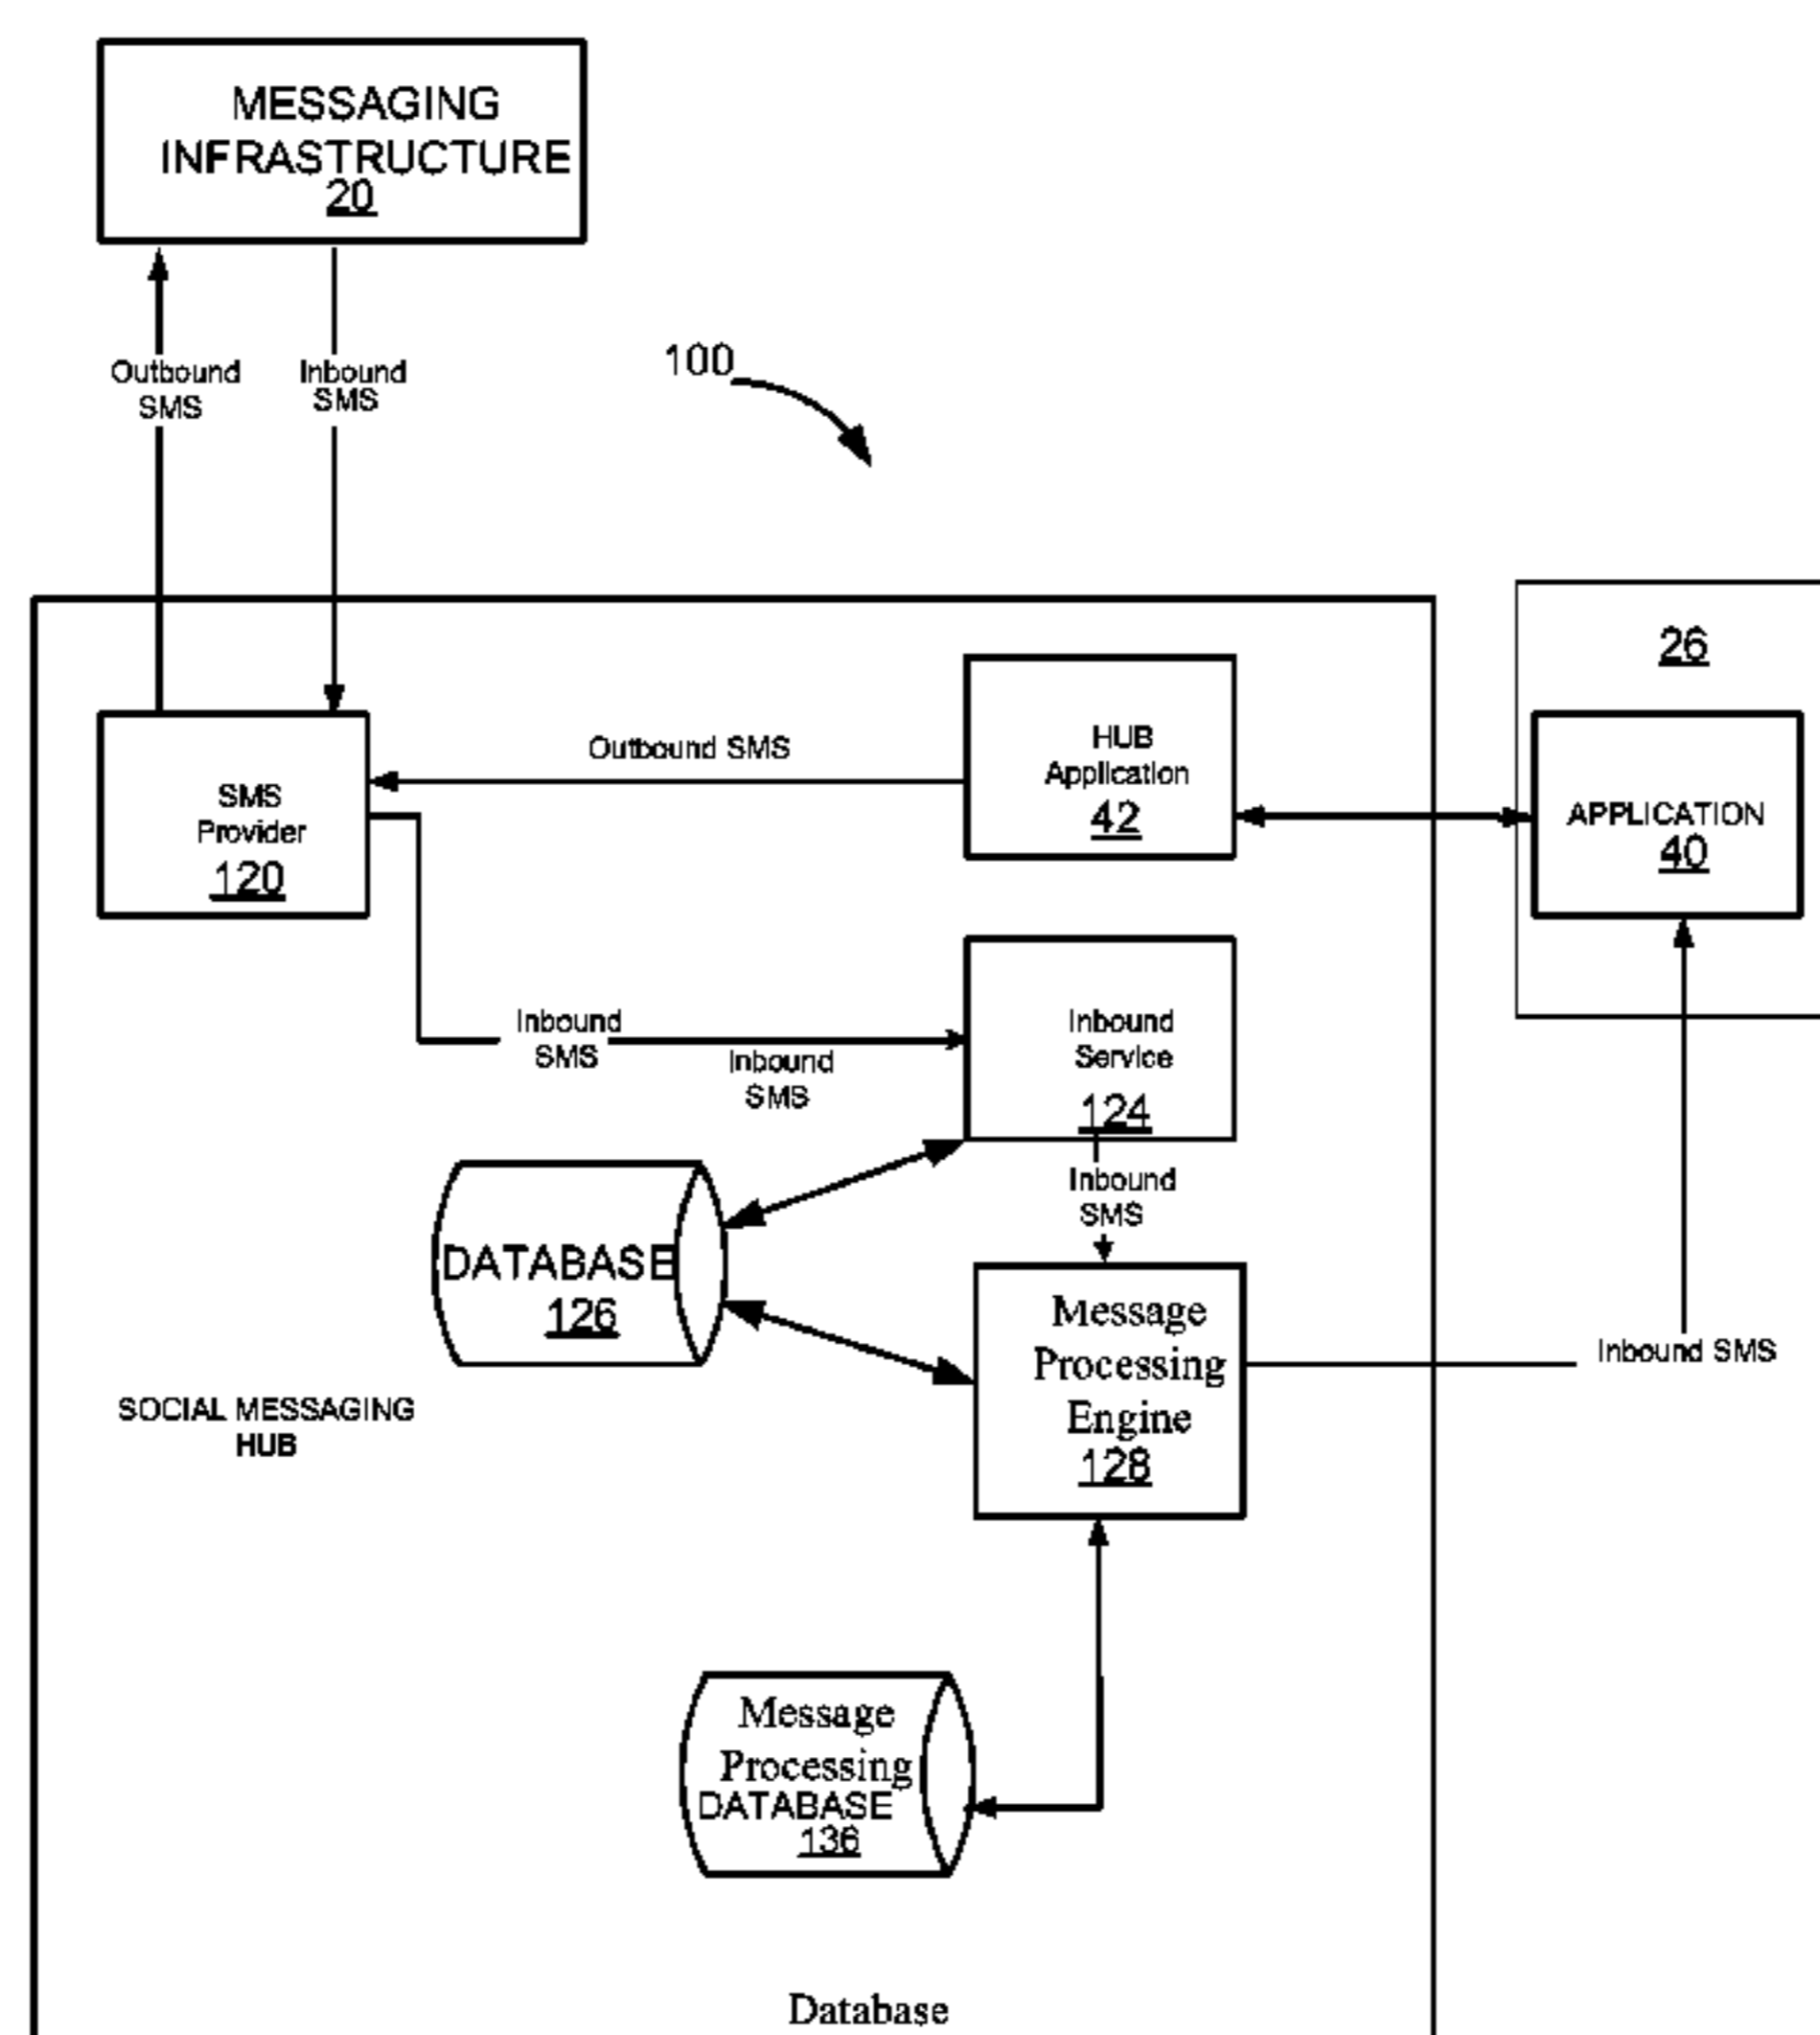 MESSAGING
INFRASTRUCTURE
20
Outbound
SMS
Inbound
SMS
100
26
HUB
Application
42
Outbound SMS
SMS
Provider
120
APPLICATION
40
Inbound
SMS
Inbound
SMS
Inbound
Service
124
Inbound
SMS
DATABASE
126
Message
Processing
Engine
128
Inbound SMS
SOCIAL MESSAGING
HUB
Message
Processing
DATABASE
136
Database